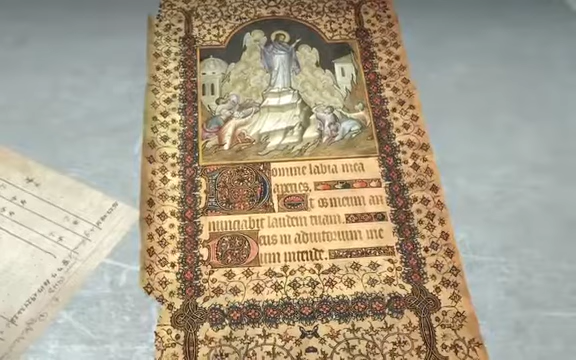 Domine labia mea
aperies.
Et os meum an
nunciabit laudem tuam.
Deus in adiutorium me
um intende.